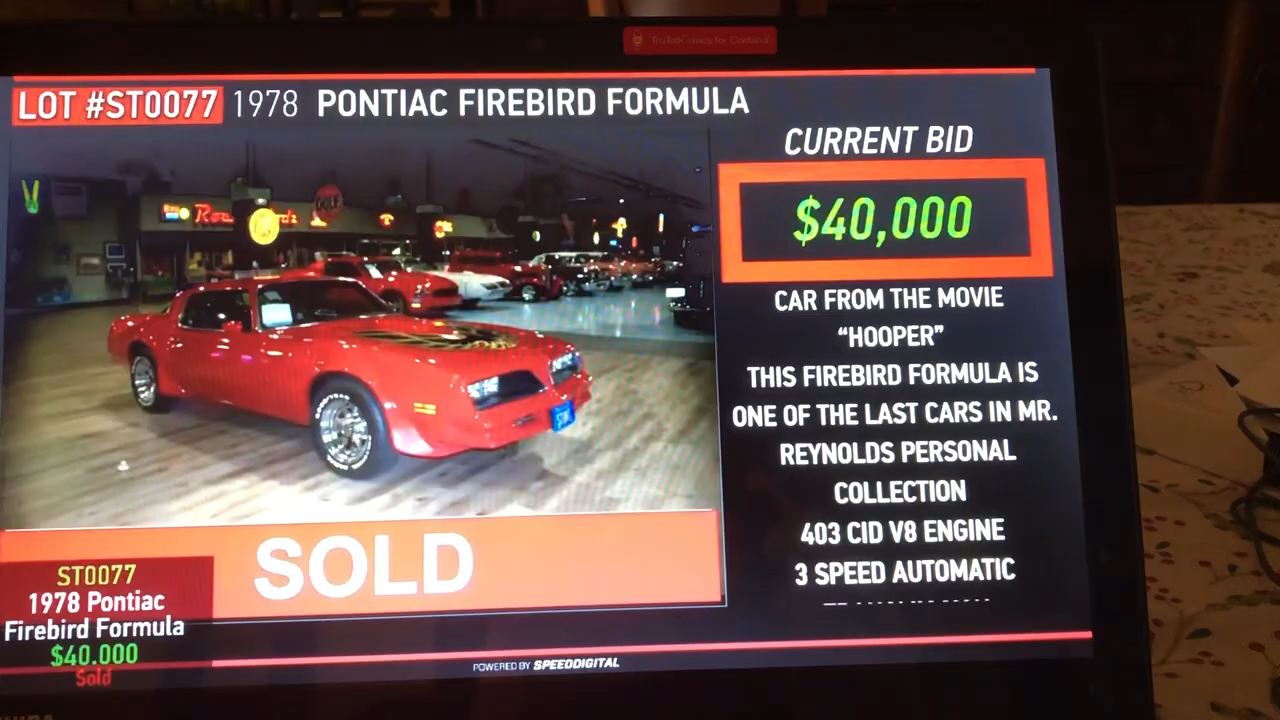 LOT #ST0077 1978 PONTIAC FIREBIRD FORMULA
CURRENT BID
$40,000
CAR FROM THE MOVIE
“HOOPER”
THIS FIREBIRD FORMULA IS
ONE OF THE LAST CARS IN MR.
REYNOLDS PERSONAL
COLLECTION
403 CID V8 ENGINE
3 SPEED AUTOMATIC
GULF
SOLD
ST0077
1978 Pontiac
Firebird Formula
$40.000
Sold
POWERED BY SPEEDDIGITAL